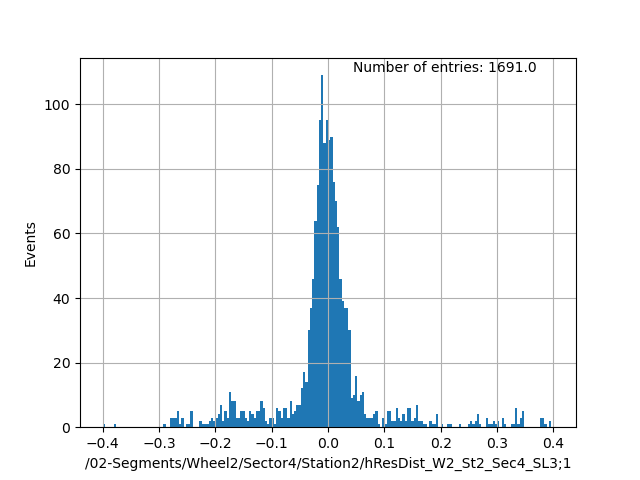 Number of entries: 1691.0
Events
100
80
60
40
20
0
−0.4 −0.3 −0.2 −0.1 0.0 0.1 0.2 0.3 0.4
/02-Segments/Wheel2/Sector4/Station2/hResDist_W2_St2_Sec4_SL3;1